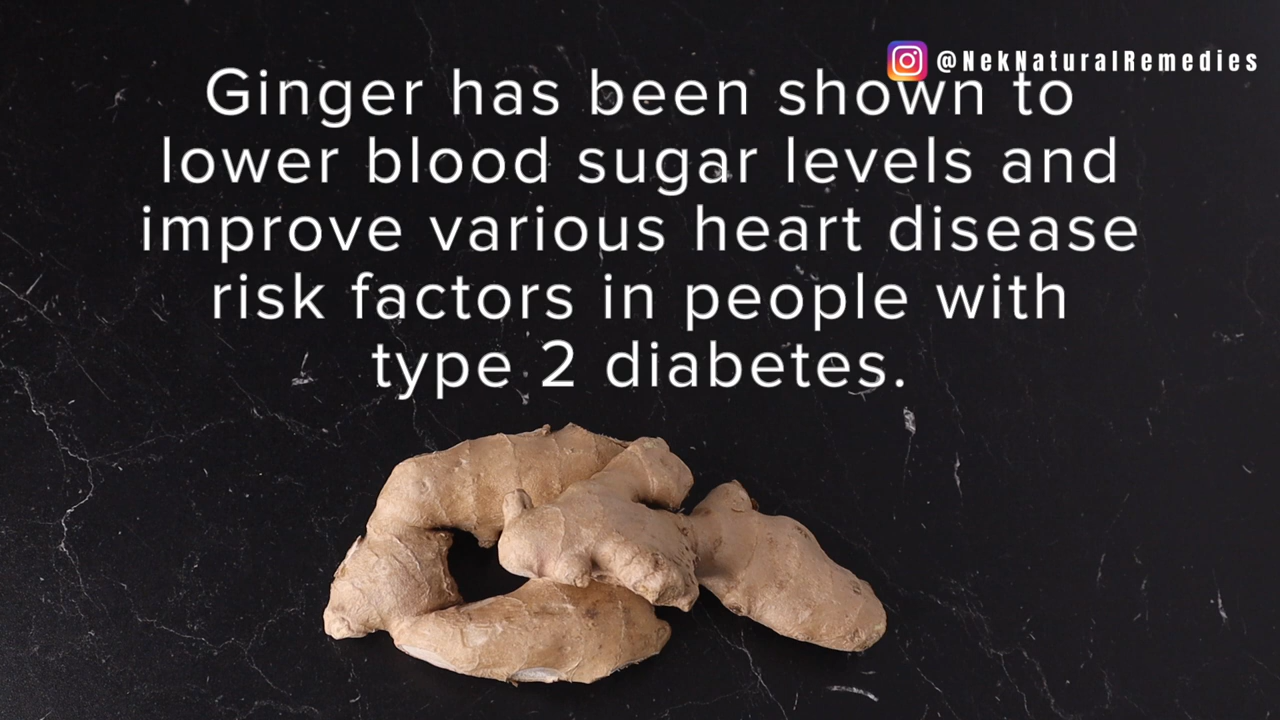 @NekNaturalRemedies
Ginger has been shown to
lower blood sugar levels and
improve various heart disease
risk factors in people with
type 2 diabetes.